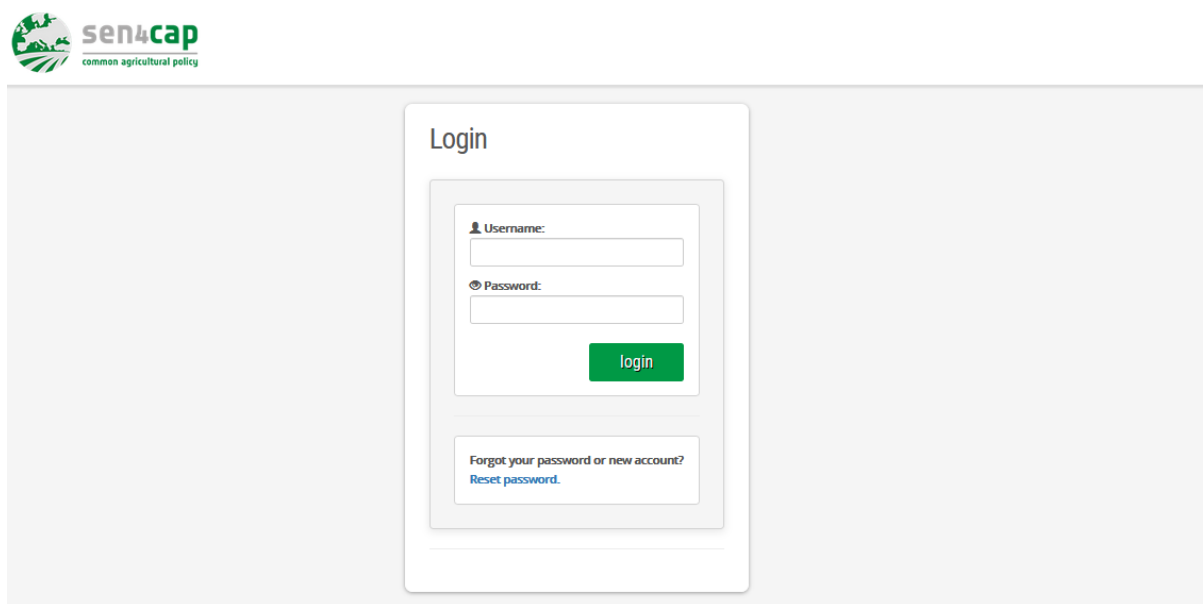 sen4cap
common agricultural policy
Login
Username:
Password:
login
Forgot your password or new account?
Reset password.